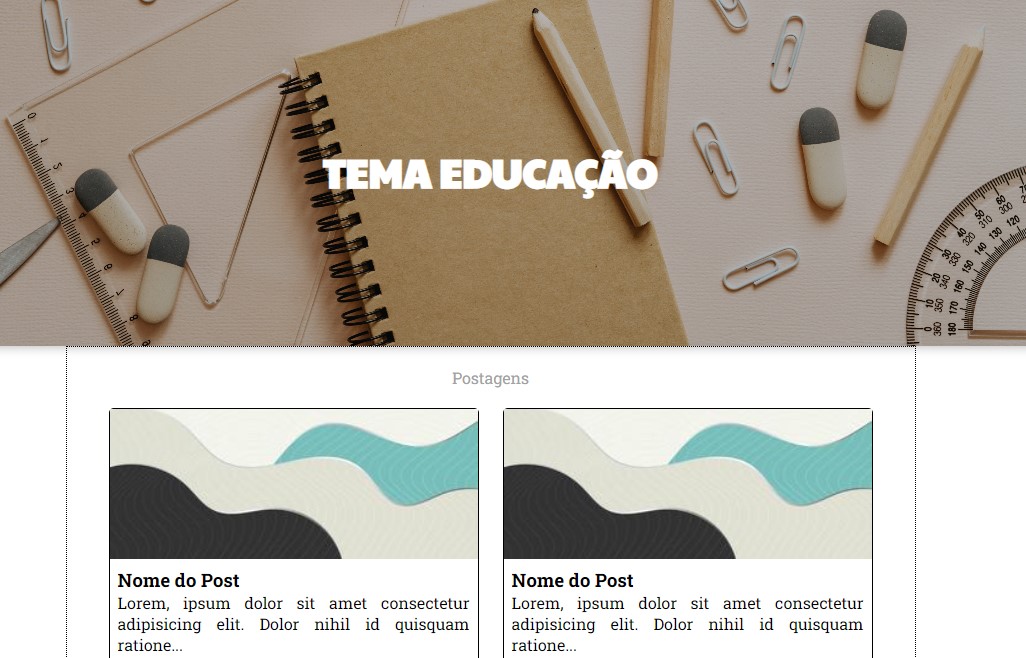 TEMA EDUCAÇÃO
Postagens
Nome do Post
Lorem, ipsum dolor sit amet consectetur
adipisicing elit. Dolor nihil id quisquam
ratione...
Nome do Post
Lorem, ipsum dolor sit amet consectetur
adipisicing elit. Dolor nihil id quisquam
ratione...